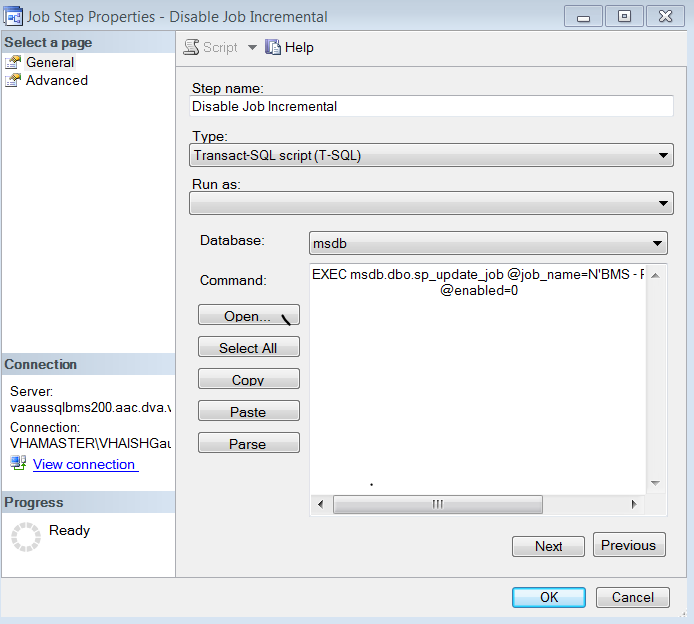 Job Step Properties - Disable Job Incremental
Select a page
General
Advanced
Script
Help
Step name:
Disable Job Incremental
Type:
Transact-SQL script (T-SQL)
Run as:
Database:
msdb
Command:
EXEC msdb.dbo.sp_update_job @job_name=N'BMS -
@enabled=0
Open...
Select All
Copy
Paste
Parse
Connection
Server:
vaaussqlbms200.aac.dva.v
Connection:
VHAMASTER\VHAISHGau
View connection
Progress
Ready
Next
Previous
OK
Cancel